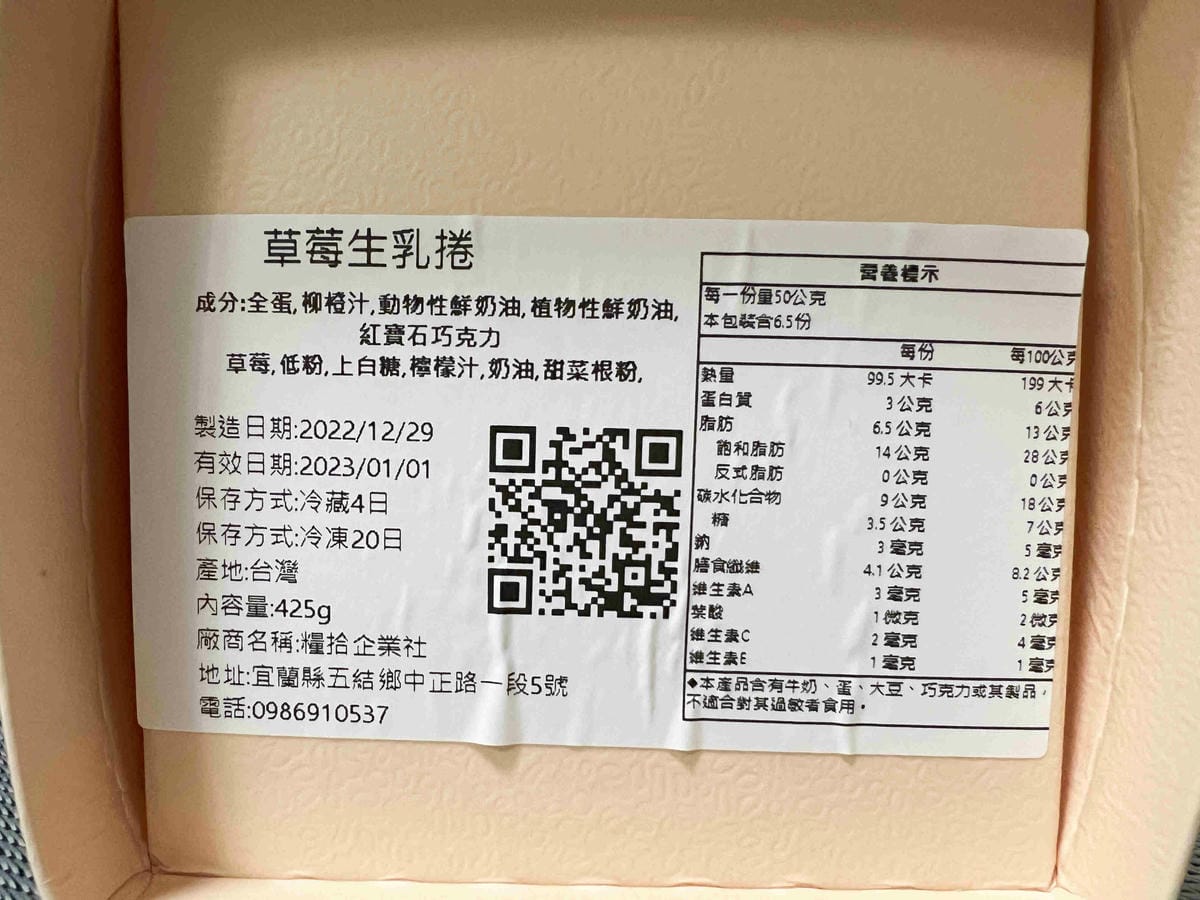 草莓生乳捲
成分:全蛋,柳橙汁,動物性鮮奶油,植物性鮮奶油,
紅寶石巧克力
草莓,低粉,上白糖,檸檬汁,奶油,甜菜根粉,
製造日期:2022/12/29
有效日期:2023/01/01
保存方式:冷藏4日
保存方式:冷凍20日
產地:台灣
內容量:425g
廠商名稱:糧拾企業社
地址:宜蘭縣五結鄉中正路一段5號
電話:0986910537
營養標示
每一份量50公克
本包裝含6.5份
每份 每100公克
熱量 99.5 大卡 199 大卡
蛋白質 3 公克 6 公克
脂肪 6.5 公克 13 公克
飽和脂肪 14 公克 28 公克
反式脂肪 0 公克 0 公克
碳水化合物 9 公克 18 公克
糖 3.5 公克 7 公克
鈉 3 毫克 5 毫克
膳食纖維 4.1 公克 8.2 公克
維生素A 3 毫克 5 毫克
葉酸 1 微克 2 微克
維生素C 2 毫克 4 毫克
維生素E 1 毫克 1 毫克
◆本產品含有牛奶、蛋、大豆、巧克力或其製品，
不適合對其過敏者食用。